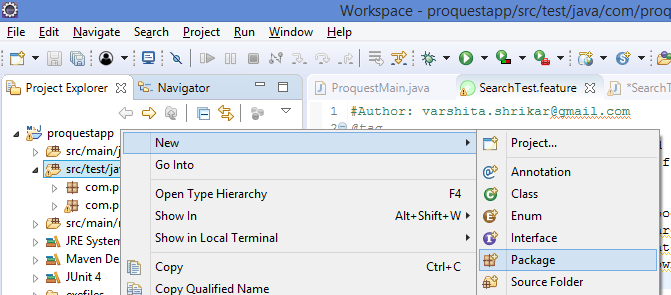 Workspace - proquestapp/src/test/java/com/proq
File Edit Navigate Search Project Run Window Help
Project Explorer Navigator
ProquestMain.java SearchTest.feature *SearchT
1 #Author: varshita.shrikar@gmail.com
2 @tag
proquestapp
src/main/j
src/test/jav
com.p
com.p
src/main/r
JRE System
Maven De
JUnit 4
exefiles
New
Go Into
Open Type Hierarchy F4
Show In Alt+Shift+W
Show in Local Terminal
Copy Ctrl+C
Copy Qualified Name
Project...
Annotation
Class
Enum
Interface
Package
Source Folder